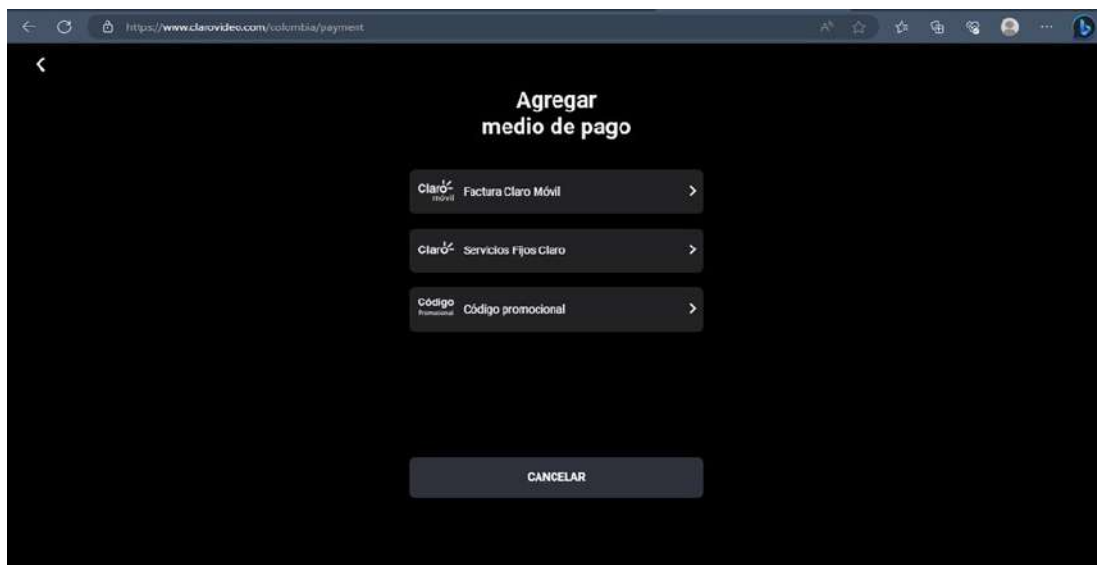 https://www.clarovideo.com/colombia/payment
Agregar
medio de pago
Claro
móvil
Factura Claro Móvil
Claro
Servicios Fijos Claro
Código
Promocional
Código promocional
CANCELAR